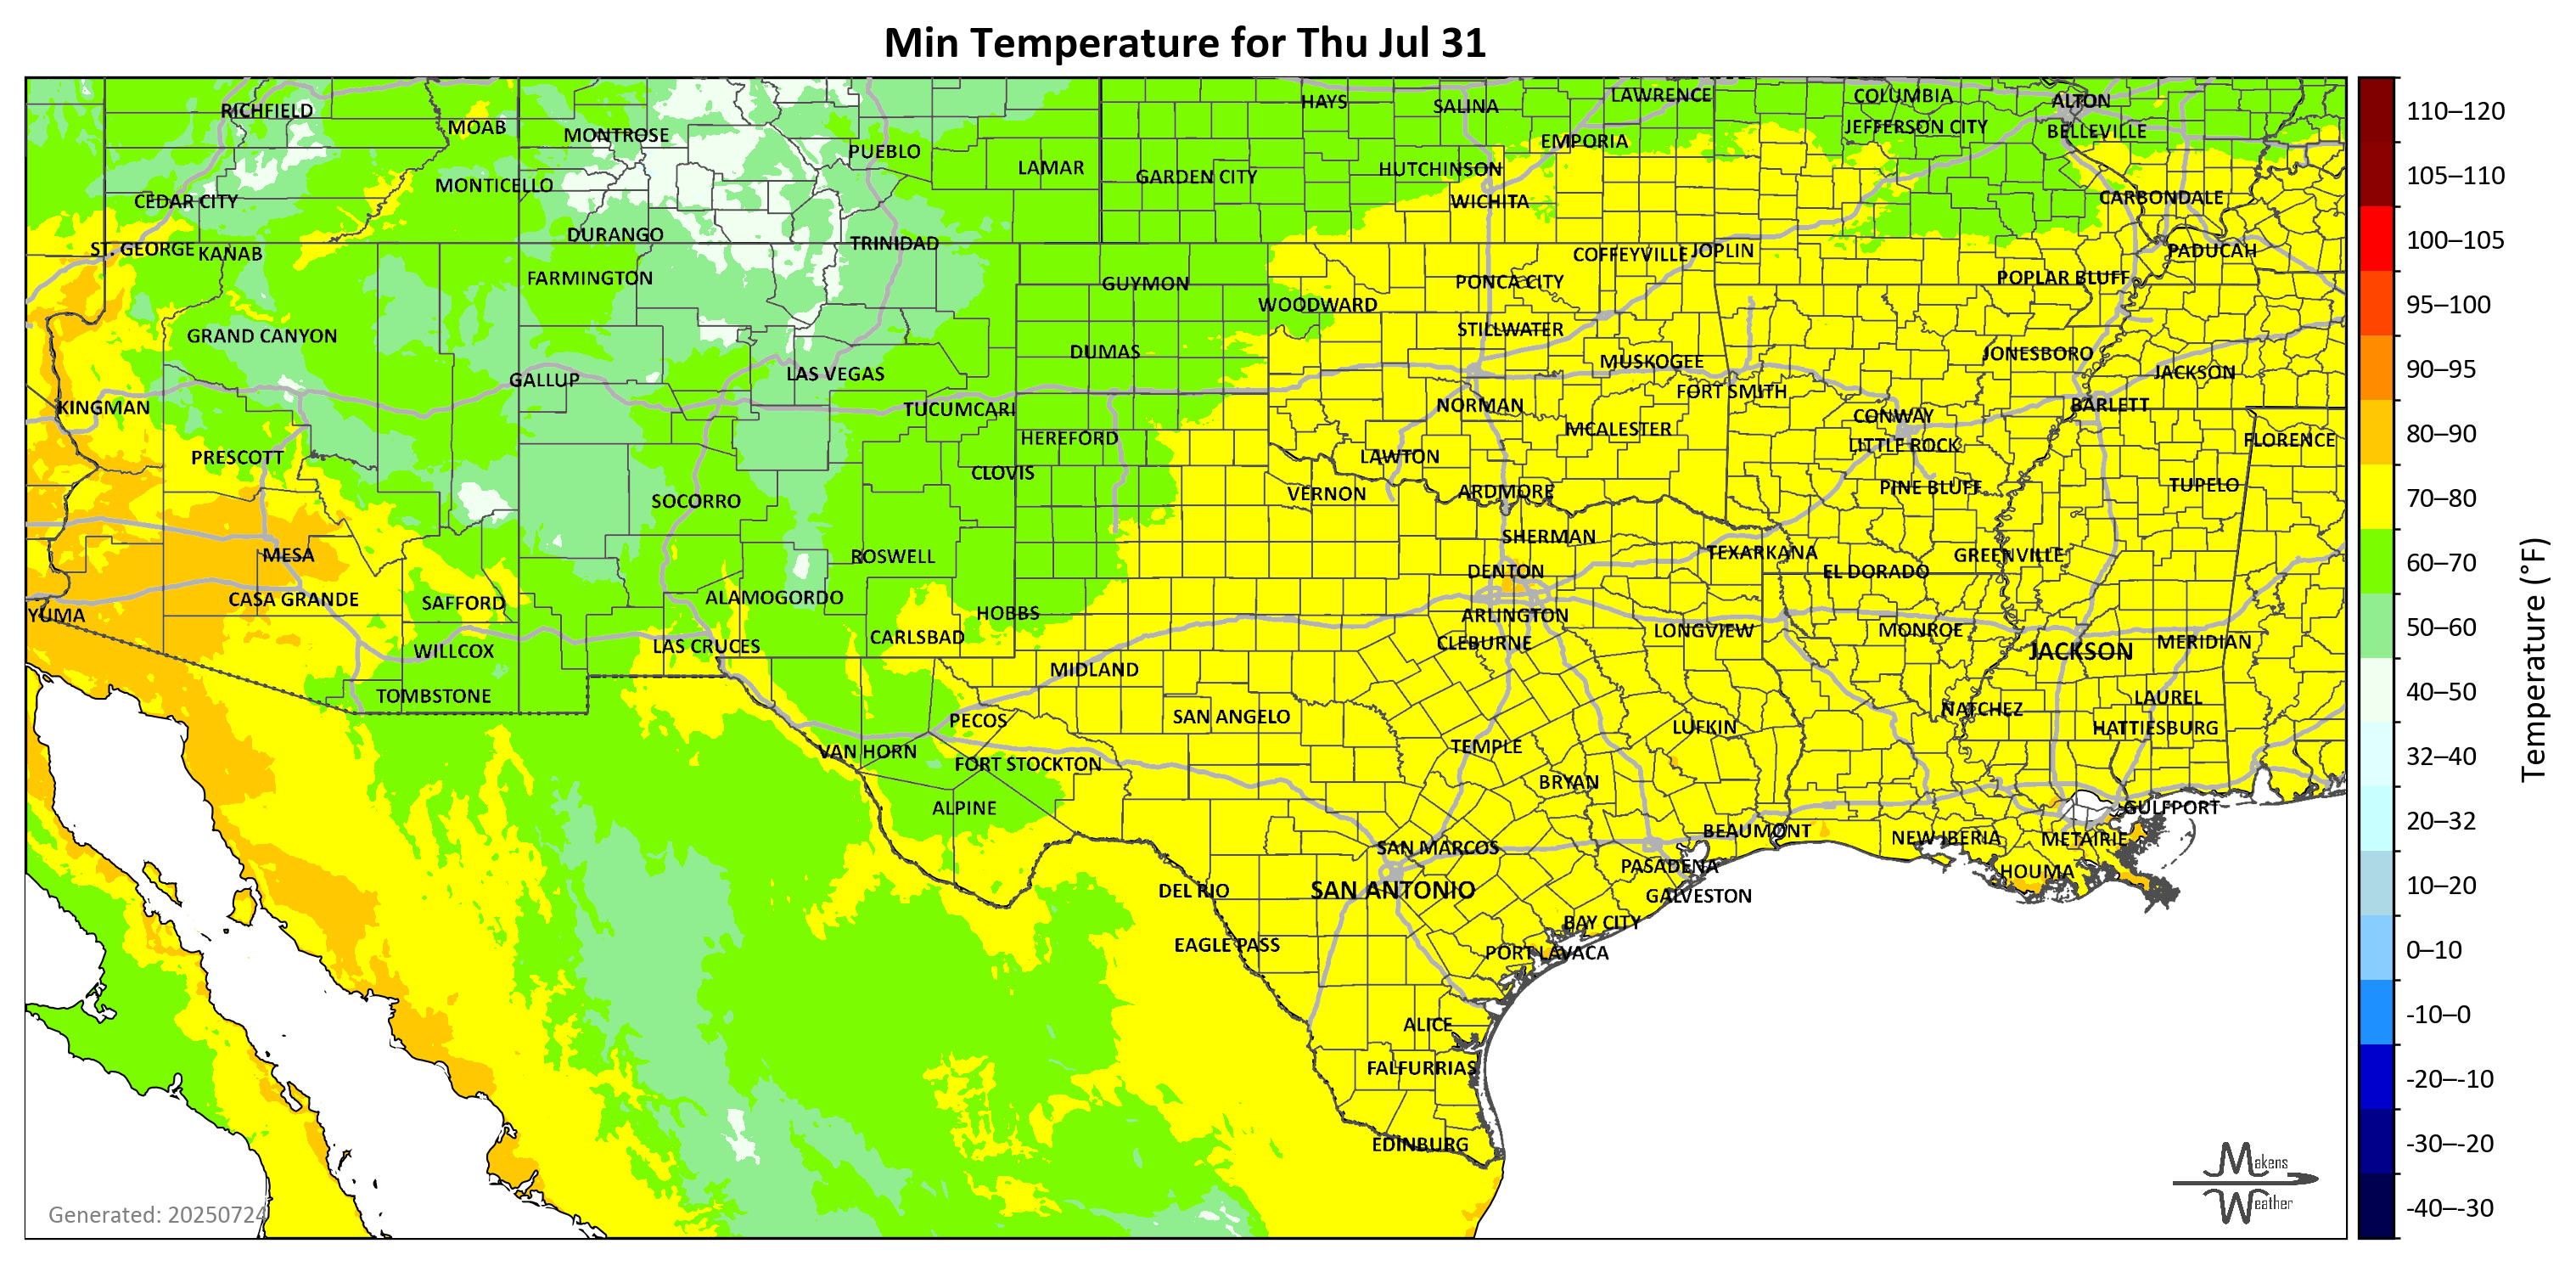 Min Temperature for Thu Jul 31
RICHFIELD
MOAB
MONTROSE
PUEBLO
LAMAR
HAYS
SALINA
LAWRENCE
COLUMBIA
ALTON
JEFFERSON CITY
BELLEVILLE
EMPORIA
HUTCHINSON
GARDEN CITY
MONTICELLO
CEDAR CITY
WICHITA
CARBONDALE
DURANGO
TRINIDAD
ST. GEORGE
KANAB
COFFEYVILLE
JOPLIN
PADUCAH
FARMINGTON
GUYMON
PONCA CITY
POPLAR BLUFF
WOODWARD
STILLWATER
GRAND CANYON
DUMAS
MUSKOGEE
JONESBORO
JACKSON
GALLUP
LAS VEGAS
FORT SMITH
KINGMAN
TUCUMCARI
NORMAN
BARLETT
CONWAY
MCALESTER
HEREFORD
LITTLE ROCK
FLORENCE
PRESCOTT
LAWTON
CLOVIS
TUPELO
PINE BLUFF
SOCORRO
VERNON
ARDMORE
SHERMAN
MESA
ROSWELL
TEXARKANA
GREENVILLE
DENTON
EL DORADO
CASA GRANDE
SAFFORD
ALAMOGORDO
YUMA
HOBBS
ARLINGTON
CARLSBAD
LONGVIEW
MONROE
CLEBURNE
MERIDIAN
WILLCOX
LAS CRUCES
JACKSON
MIDLAND
TOMBSTONE
LAUREL
NATCHEZ
PECOS
SAN ANGELO
LUFKIN
HATTIESBURG
VAN HORN
TEMPLE
FORT STOCKTON
BRYAN
ALPINE
GULFPORT
BEAUMONT
NEW IBERIA
METAIRIE
SAN MARCOS
PASADENA
HOUMA
DEL RIO
SAN ANTONIO
GALVESTON
BAY CITY
EAGLE PASS
PORT LAVACA
ALICE
FALFURRIAS
EDINBURG
Generated: 20250724
Makens
Weather
110–120
105–110
100–105
95–100
90–95
80–90
70–80
60–70
50–60
40–50
32–40
20–32
10–20
0–10
-10–0
-20–-10
-30–-20
-40–-30
Temperature (°F)